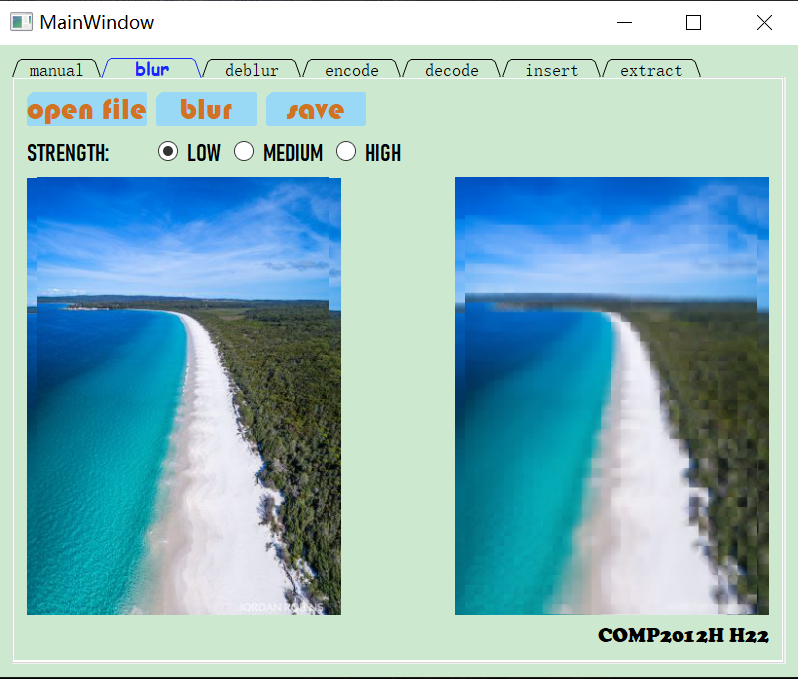 MainWindow
manual blur deblur encode decode insert extract
open file blur save
STRENGTH: LOW MEDIUM HIGH
COMP2012H H22